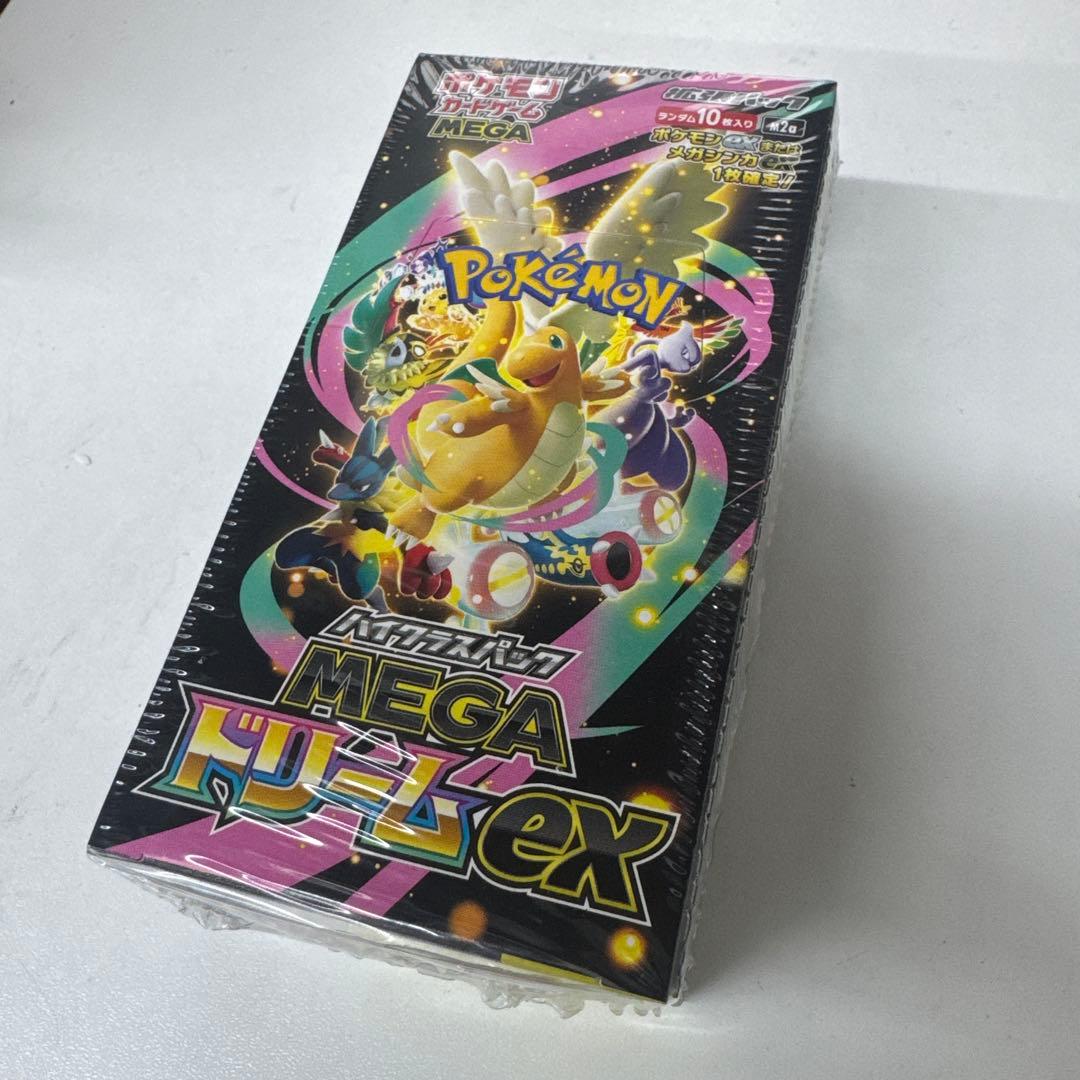 ポケモン
カードゲーム
MEGA
拡張パック
ランダム10枚入り M2a
ポケモンexまたは
メガシンカex
1枚確定!
POKéMON
ハイクラスパック
MEGA
ドリームex